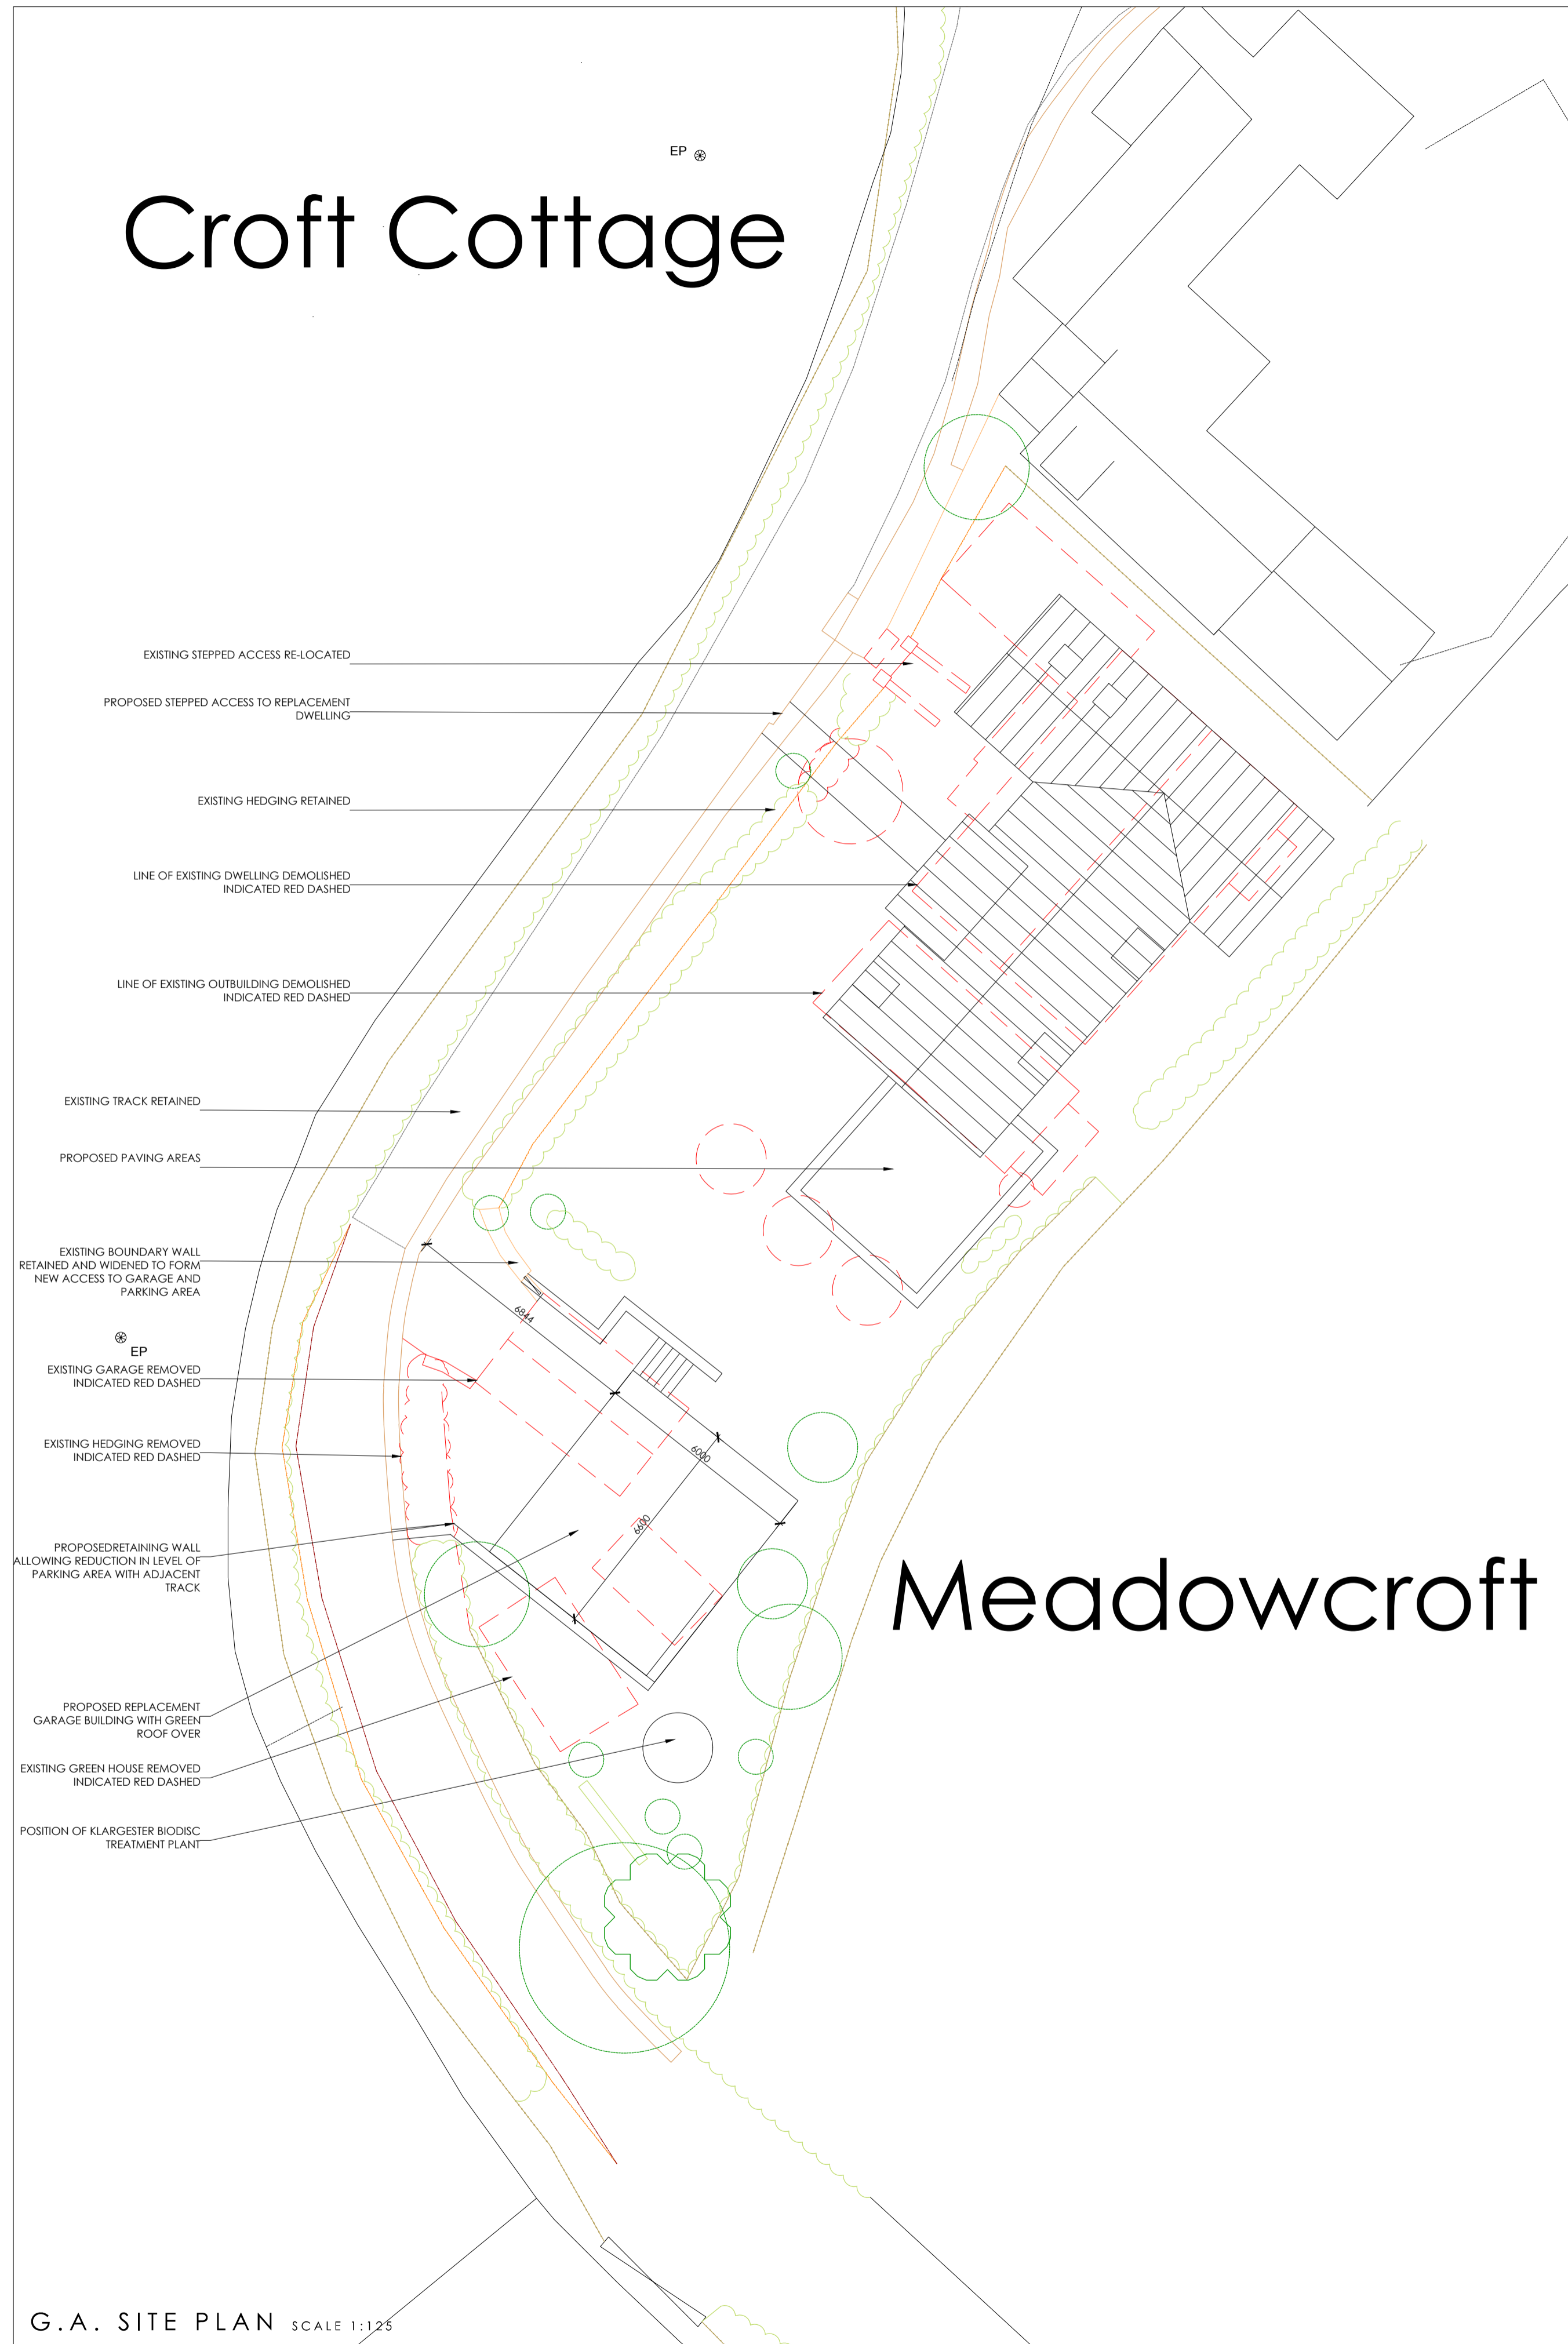 EP
Croft Cottage
EXISTING STEPPED ACCESS RE-LOCATED
PROPOSED STEPPED ACCESS TO REPLACEMENT
DWELLING
EXISTING HEDGING RETAINED
LINE OF EXISTING DWELLING DEMOLISHED
INDICATED RED DASHED
LINE OF EXISTING OUTBUILDING DEMOLISHED
INDICATED RED DASHED
EXISTING TRACK RETAINED
PROPOSED PAVING AREAS
EXISTING BOUNDARY WALL
RETAINED AND WIDENED TO FORM
NEW ACCESS TO GARAGE AND
PARKING AREA
6844
EP
EXISTING GARAGE REMOVED
INDICATED RED DASHED
EXISTING HEDGING REMOVED
INDICATED RED DASHED
6000
6600
PROPOSEDRETAINING WALL
ALLOWING REDUCTION IN LEVEL OF
PARKING AREA WITH ADJACENT
TRACK
Meadowcroft
PROPOSED REPLACEMENT
GARAGE BUILDING WITH GREEN
ROOF OVER
EXISTING GREEN HOUSE REMOVED
INDICATED RED DASHED
POSITION OF KLARGESTER BIODISC
TREATMENT PLANT
G.A. SITE PLAN SCALE 1:125